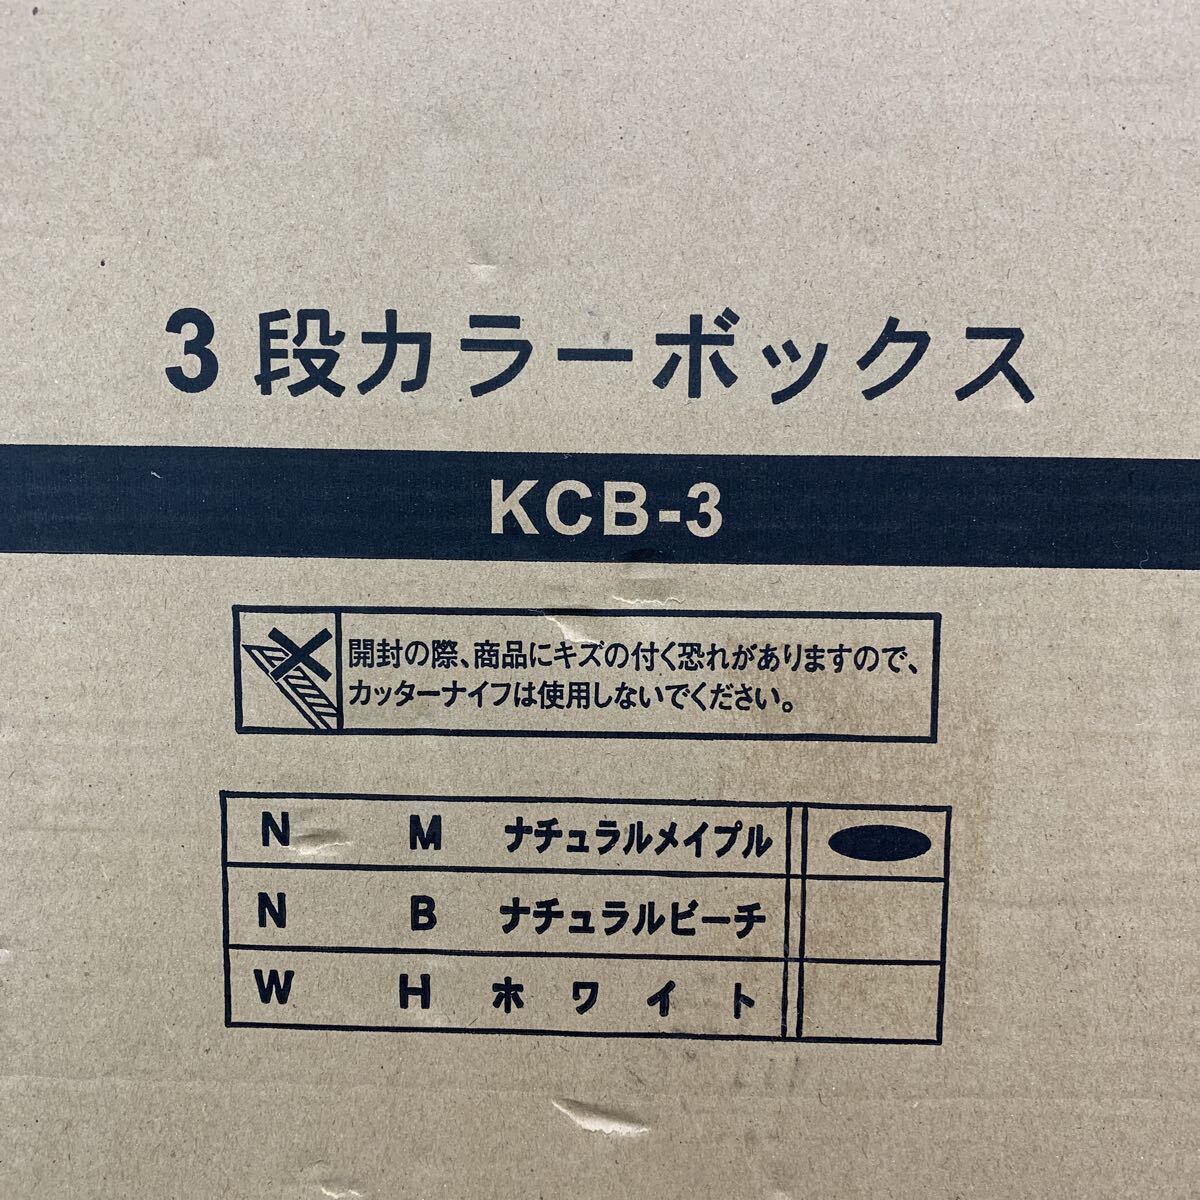 3段カラーボックス
KCB-3
開封の際、商品にキズの付く恐れがありますので、
カッターナイフは使用しないでください。
N M ナチュラルメイプル
N B ナチュラルビーチ
W H ホワイト